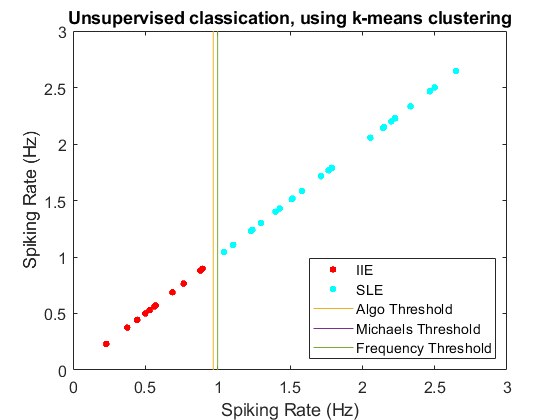 Unsupervised classication, using k-means clustering
3
2.5
2
1.5
1
0.5
0
Spiking Rate (Hz)
IIE
SLE
Algo Threshold
Michaels Threshold
Frequency Threshold
0 0.5 1 1.5 2 2.5 3
Spiking Rate (Hz)